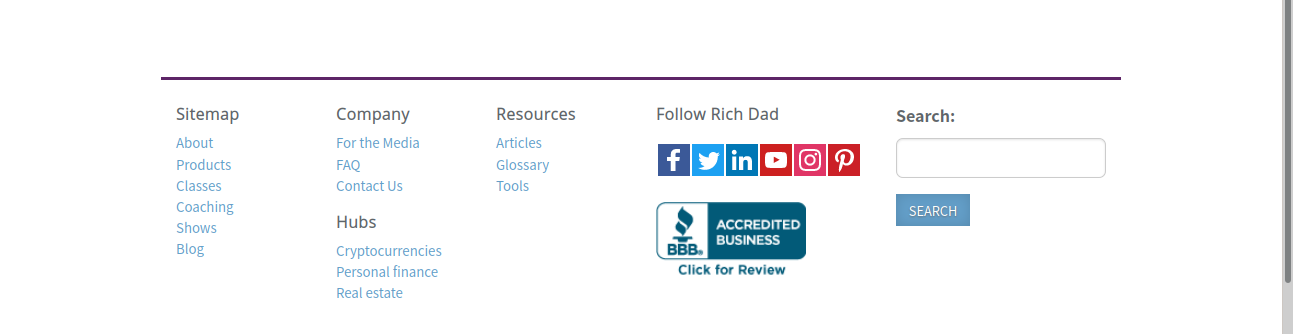 Sitemap
About
Products
Classes
Coaching
Shows
Blog
Company
For the Media
FAQ
Contact Us
Hubs
Cryptocurrencies
Personal finance
Real estate
Resources
Articles
Glossary
Tools
Follow Rich Dad
f
in
BBB®
ACCREDITED
BUSINESS
Click for Review
Search:
SEARCH